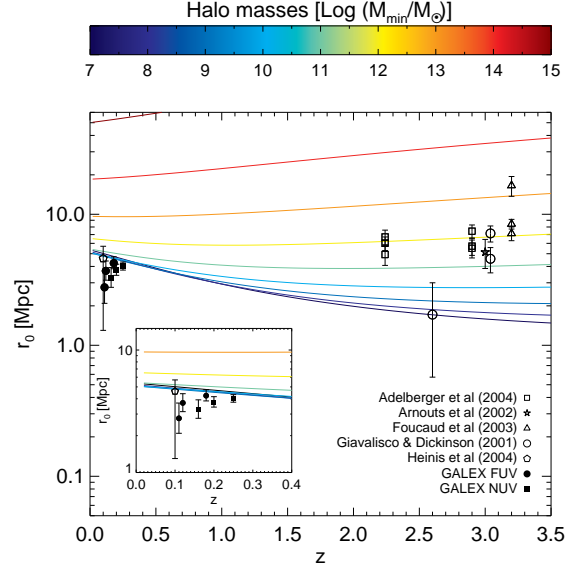 Halo masses [Log (M_min/M_⊙)]
7 8 9 10 11 12 13 14 15
10.0
1.0
0.1
r_0 [Mpc]
10
1
r_0 [Mpc]
0.0 0.1 0.2 0.3 0.4
z
Adelberger et al (2004)
Arnouts et al (2002)
Foucaud et al (2003)
Giavalisco & Dickinson (2001)
Heinis et al (2004)
GALEX FUV
GALEX NUV
0.0 0.5 1.0 1.5 2.0 2.5 3.0 3.5
z